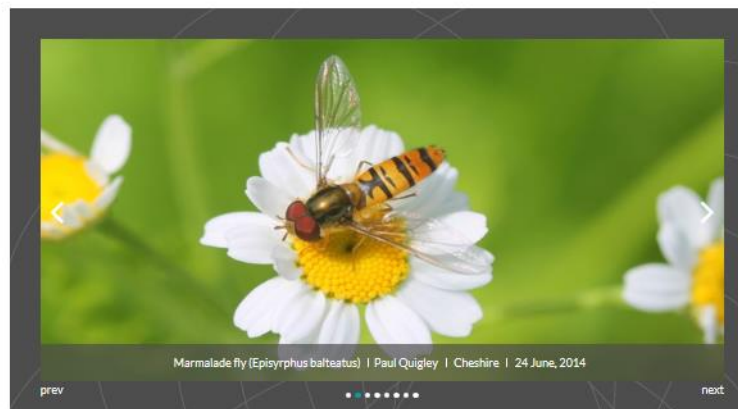 Marmalade fly (Episyrphus balteatus) | Paul Quigley | Cheshire | 24 June, 2014
prev
next